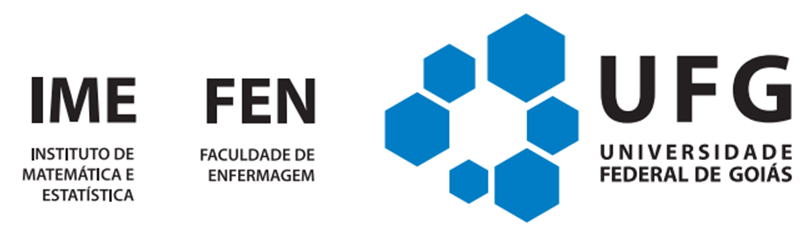 IME
INSTITUTO DE
MATEMÁTICA E
ESTATÍSTICA
FEN
FACULDADE DE
ENFERMAGEM
UFG
UNIVERSIDADE
FEDERAL DE GOIÁS